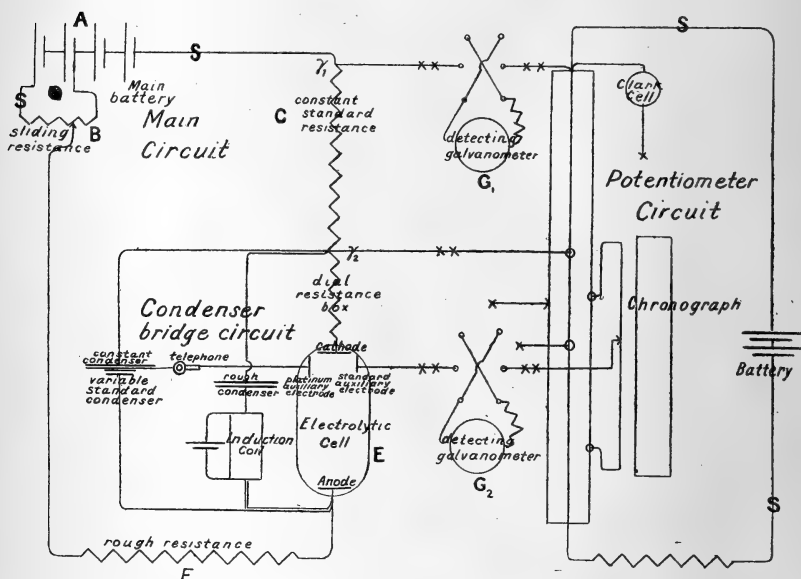 A
S
S
Main
battery
S
B
sliding
resistance
Main
Circuit
γ₁
C
constant
standard
resistance
detecting
galvanometer
G₁
Clark
Cell
Potentiometer
Circuit
γ₂
dial
resistance
box
Condenser
bridge circuit
constant
condenser
variable
standard
condenser
telephone
rough
condenser
Induction
Coil
Cathode
platinum
auxiliary
electrode
standard
auxiliary
electrode
Electrolytic
Cell
E
Anode
detecting
galvanometer
G₂
Chronograph
Battery
S
rough resistance
F